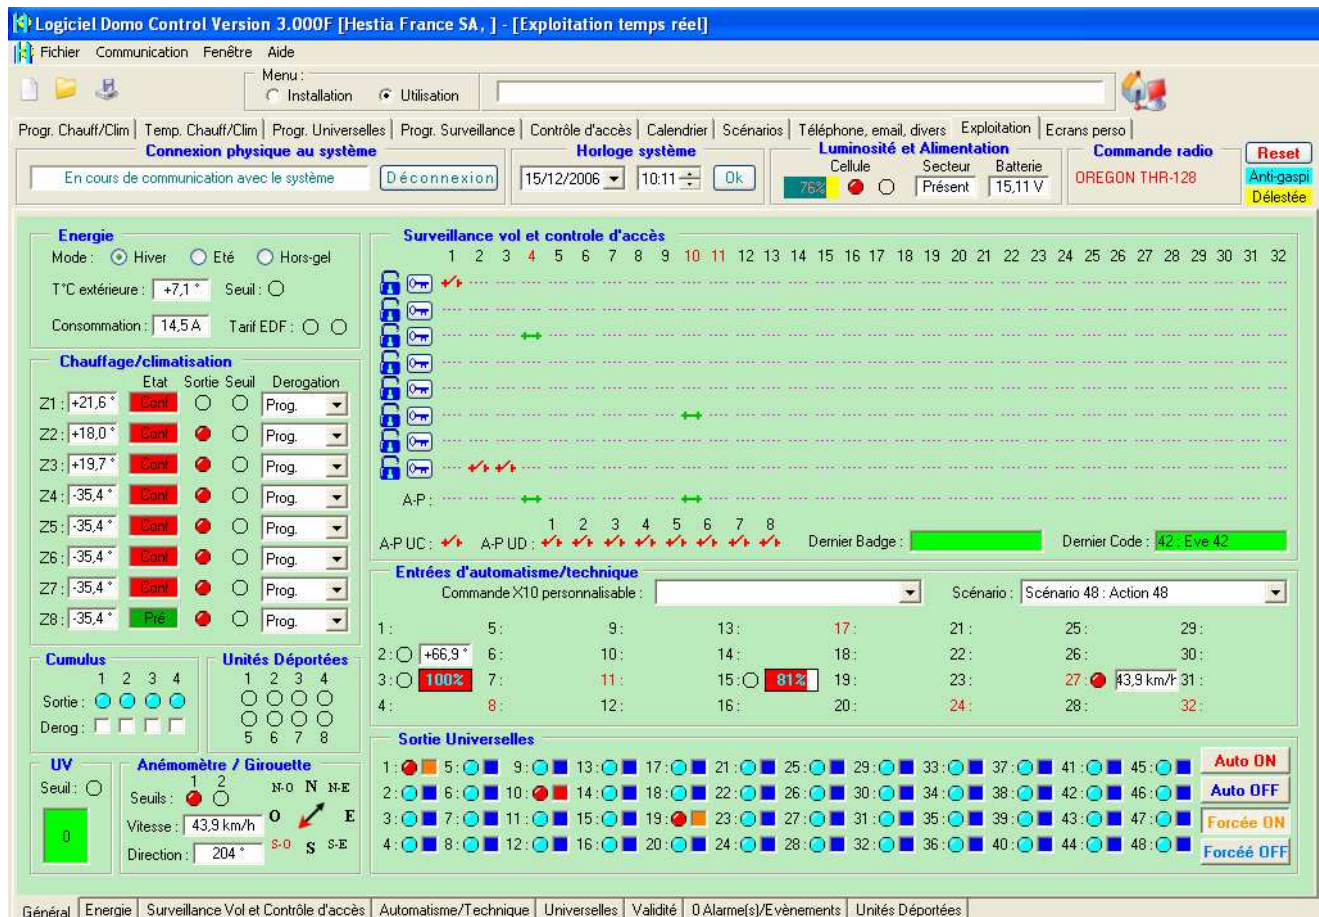 Logiciel Domo Control Version 3.000F [Hestia France SA, ] - [Exploitation temps réel]
Fichier Communication Fenêtre Aide
Menu :
Installation Utilisation
Progr. Chauff/Clim Temp. Chauff/Clim Progr. Universelles Progr. Surveillance Contrôle d'accès Calendrier Scénarios Téléphone, email, divers Exploitation Ecrans perso
Connexion physique au système Horloge système Luminosité et Alimentation Commande radio Reset
Cellule Secteur Batterie
En cours de communication avec le système Déconnexion 15/12/2006 10:11 Ok 76% Présent 15,11 V OREGON THR-128 Anti-gaspi
Délestée
Energie
Mode : Hiver Eté Hors-gel
T°C extérieure : +7,1 ° Seuil :
Consommation : 14,5 A Tarif EDF :
Chauffage/climatisation
Etat Sortie Seuil Derogation
Z1 : +21,6 ° Conf Prog.
Z2 : +18,0 ° Conf Prog.
Z3 : +19,7 ° Conf Prog.
Z4 : -35,4 ° Conf Prog.
Z5 : -35,4 ° Conf Prog.
Z6 : -35,4 ° Conf Prog.
Z7 : -35,4 ° Conf Prog.
Z8 : -35,4 ° Pré Prog.
Cumulus
1 2 3 4
Sortie :
Derog :
Unités Déportées
1 2 3 4
5 6 7 8
UV
Seuil :
0
Anémomètre / Girouette
1 2
Seuils :
Vitesse : 43,9 km/h
Direction : 204 °
N-O N N-E
O E
S-O S S-E
Surveillance vol et controle d'accès
1 2 3 4 5 6 7 8 9 10 11 12 13 14 15 16 17 18 19 20 21 22 23 24 25 26 27 28 29 30 31 32
A-P :
1 2 3 4 5 6 7 8
A-P UC : A-P UD : Dernier Badge : Dernier Code : 42 : Eve 42
Entrées d'automatisme/technique
Commande X10 personnalisable : Scénario : Scénario 48 : Action 48
1 : 5 : 9 : 13 : 17 : 21 : 25 : 29 :
2 : +66,9 ° 6 : 10 : 14 : 18 : 22 : 26 : 30 :
3 : 100% 7 : 11 : 15 : 81% 19 : 23 : 27 : 43,9 km/h 31 :
4 : 8 : 12 : 16 : 20 : 24 : 28 : 32 :
Sortie Universelles
1 : 5 : 9 : 13 : 17 : 21 : 25 : 29 : 33 : 37 : 41 : 45 : Auto ON
2 : 6 : 10 : 14 : 18 : 22 : 26 : 30 : 34 : 38 : 42 : 46 : Auto OFF
3 : 7 : 11 : 15 : 19 : 23 : 27 : 31 : 35 : 39 : 43 : 47 : Forcée ON
4 : 8 : 12 : 16 : 20 : 24 : 28 : 32 : 36 : 40 : 44 : 48 : Forcéé OFF
Général Energie Surveillance Vol et Contrôle d'accès Automatisme/Technique Universelles Validité 0 Alarme(s)/Evènements Unités Déportées